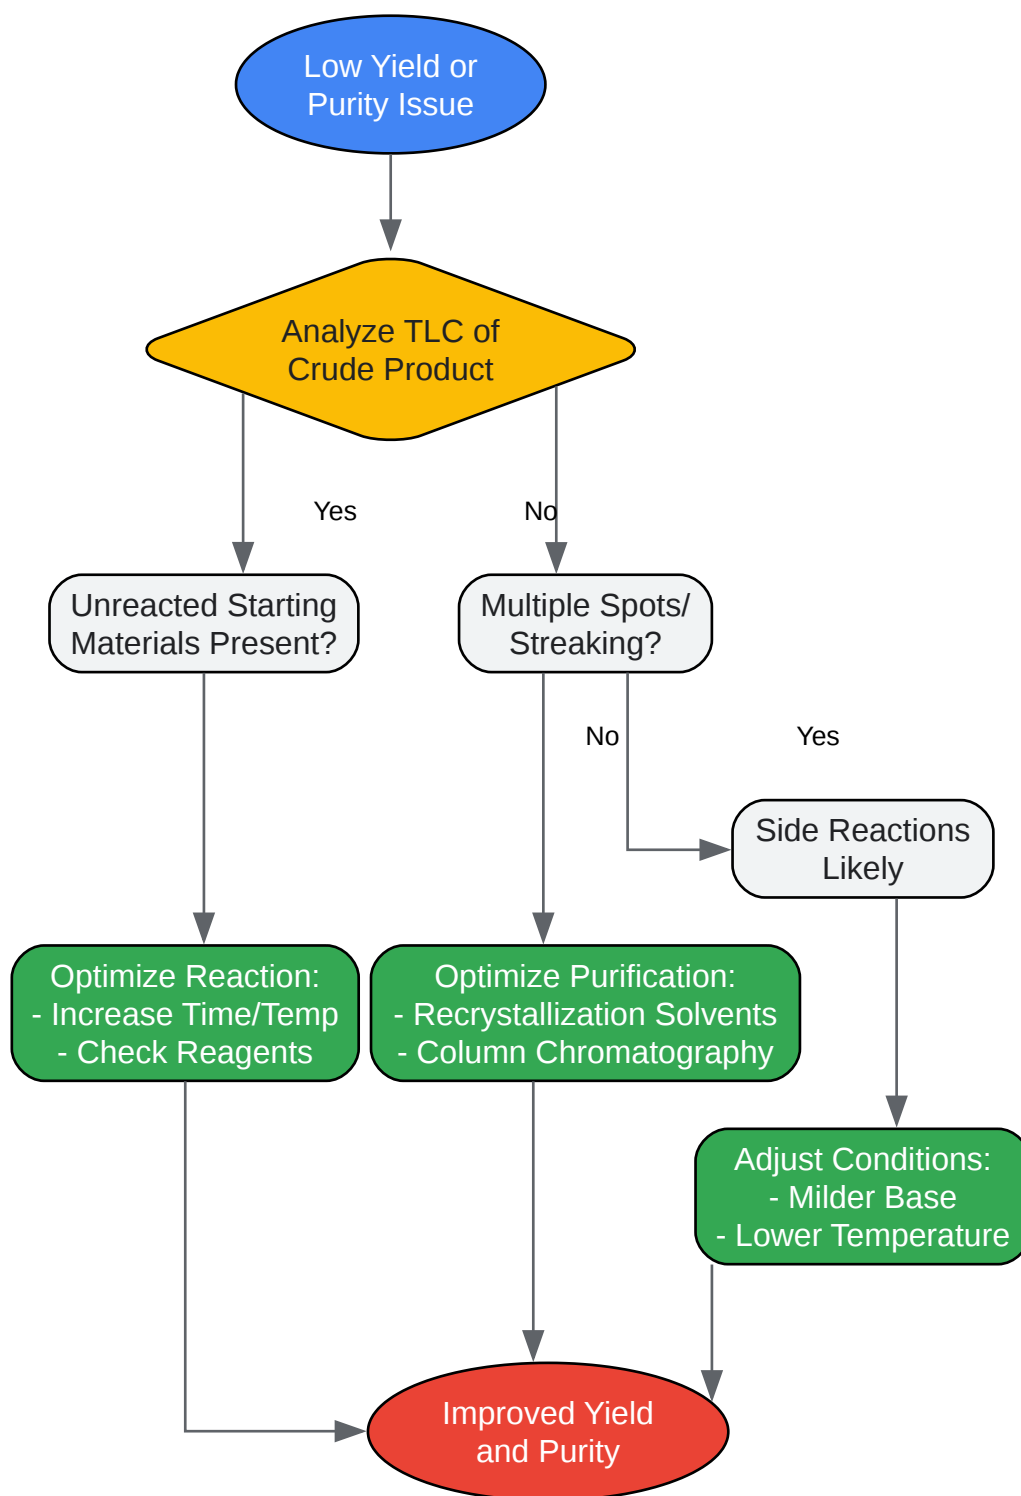 Low Yield or
Purity Issue
Analyze TLC of
Crude Product
Yes
No
Unreacted Starting
Materials Present?
Multiple Spots/
Streaking?
No
Yes
Side Reactions
Likely
Optimize Reaction:
- Increase Time/Temp
- Check Reagents
Optimize Purification:
- Recrystallization Solvents
- Column Chromatography
Adjust Conditions:
- Milder Base
- Lower Temperature
Improved Yield
and Purity